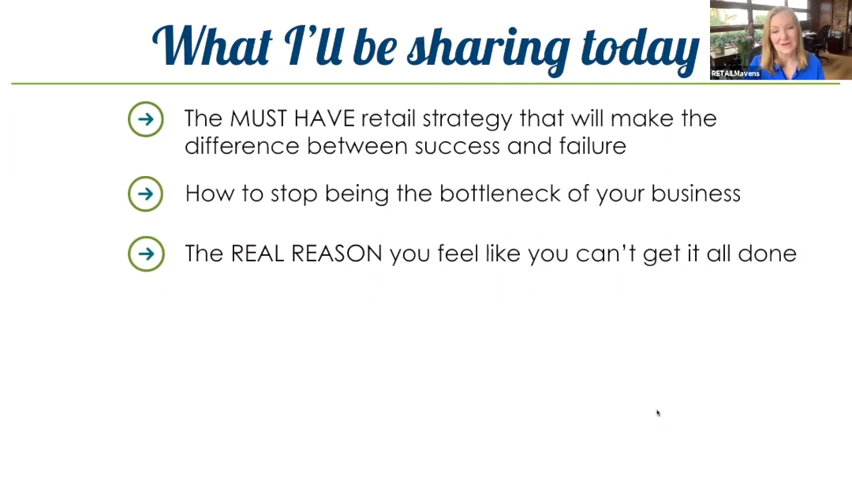 What I'll be sharing today
RETAILMavens
The MUST HAVE retail strategy that will make the
difference between success and failure
How to stop being the bottleneck of your business
The REAL REASON you feel like you can't get it all done